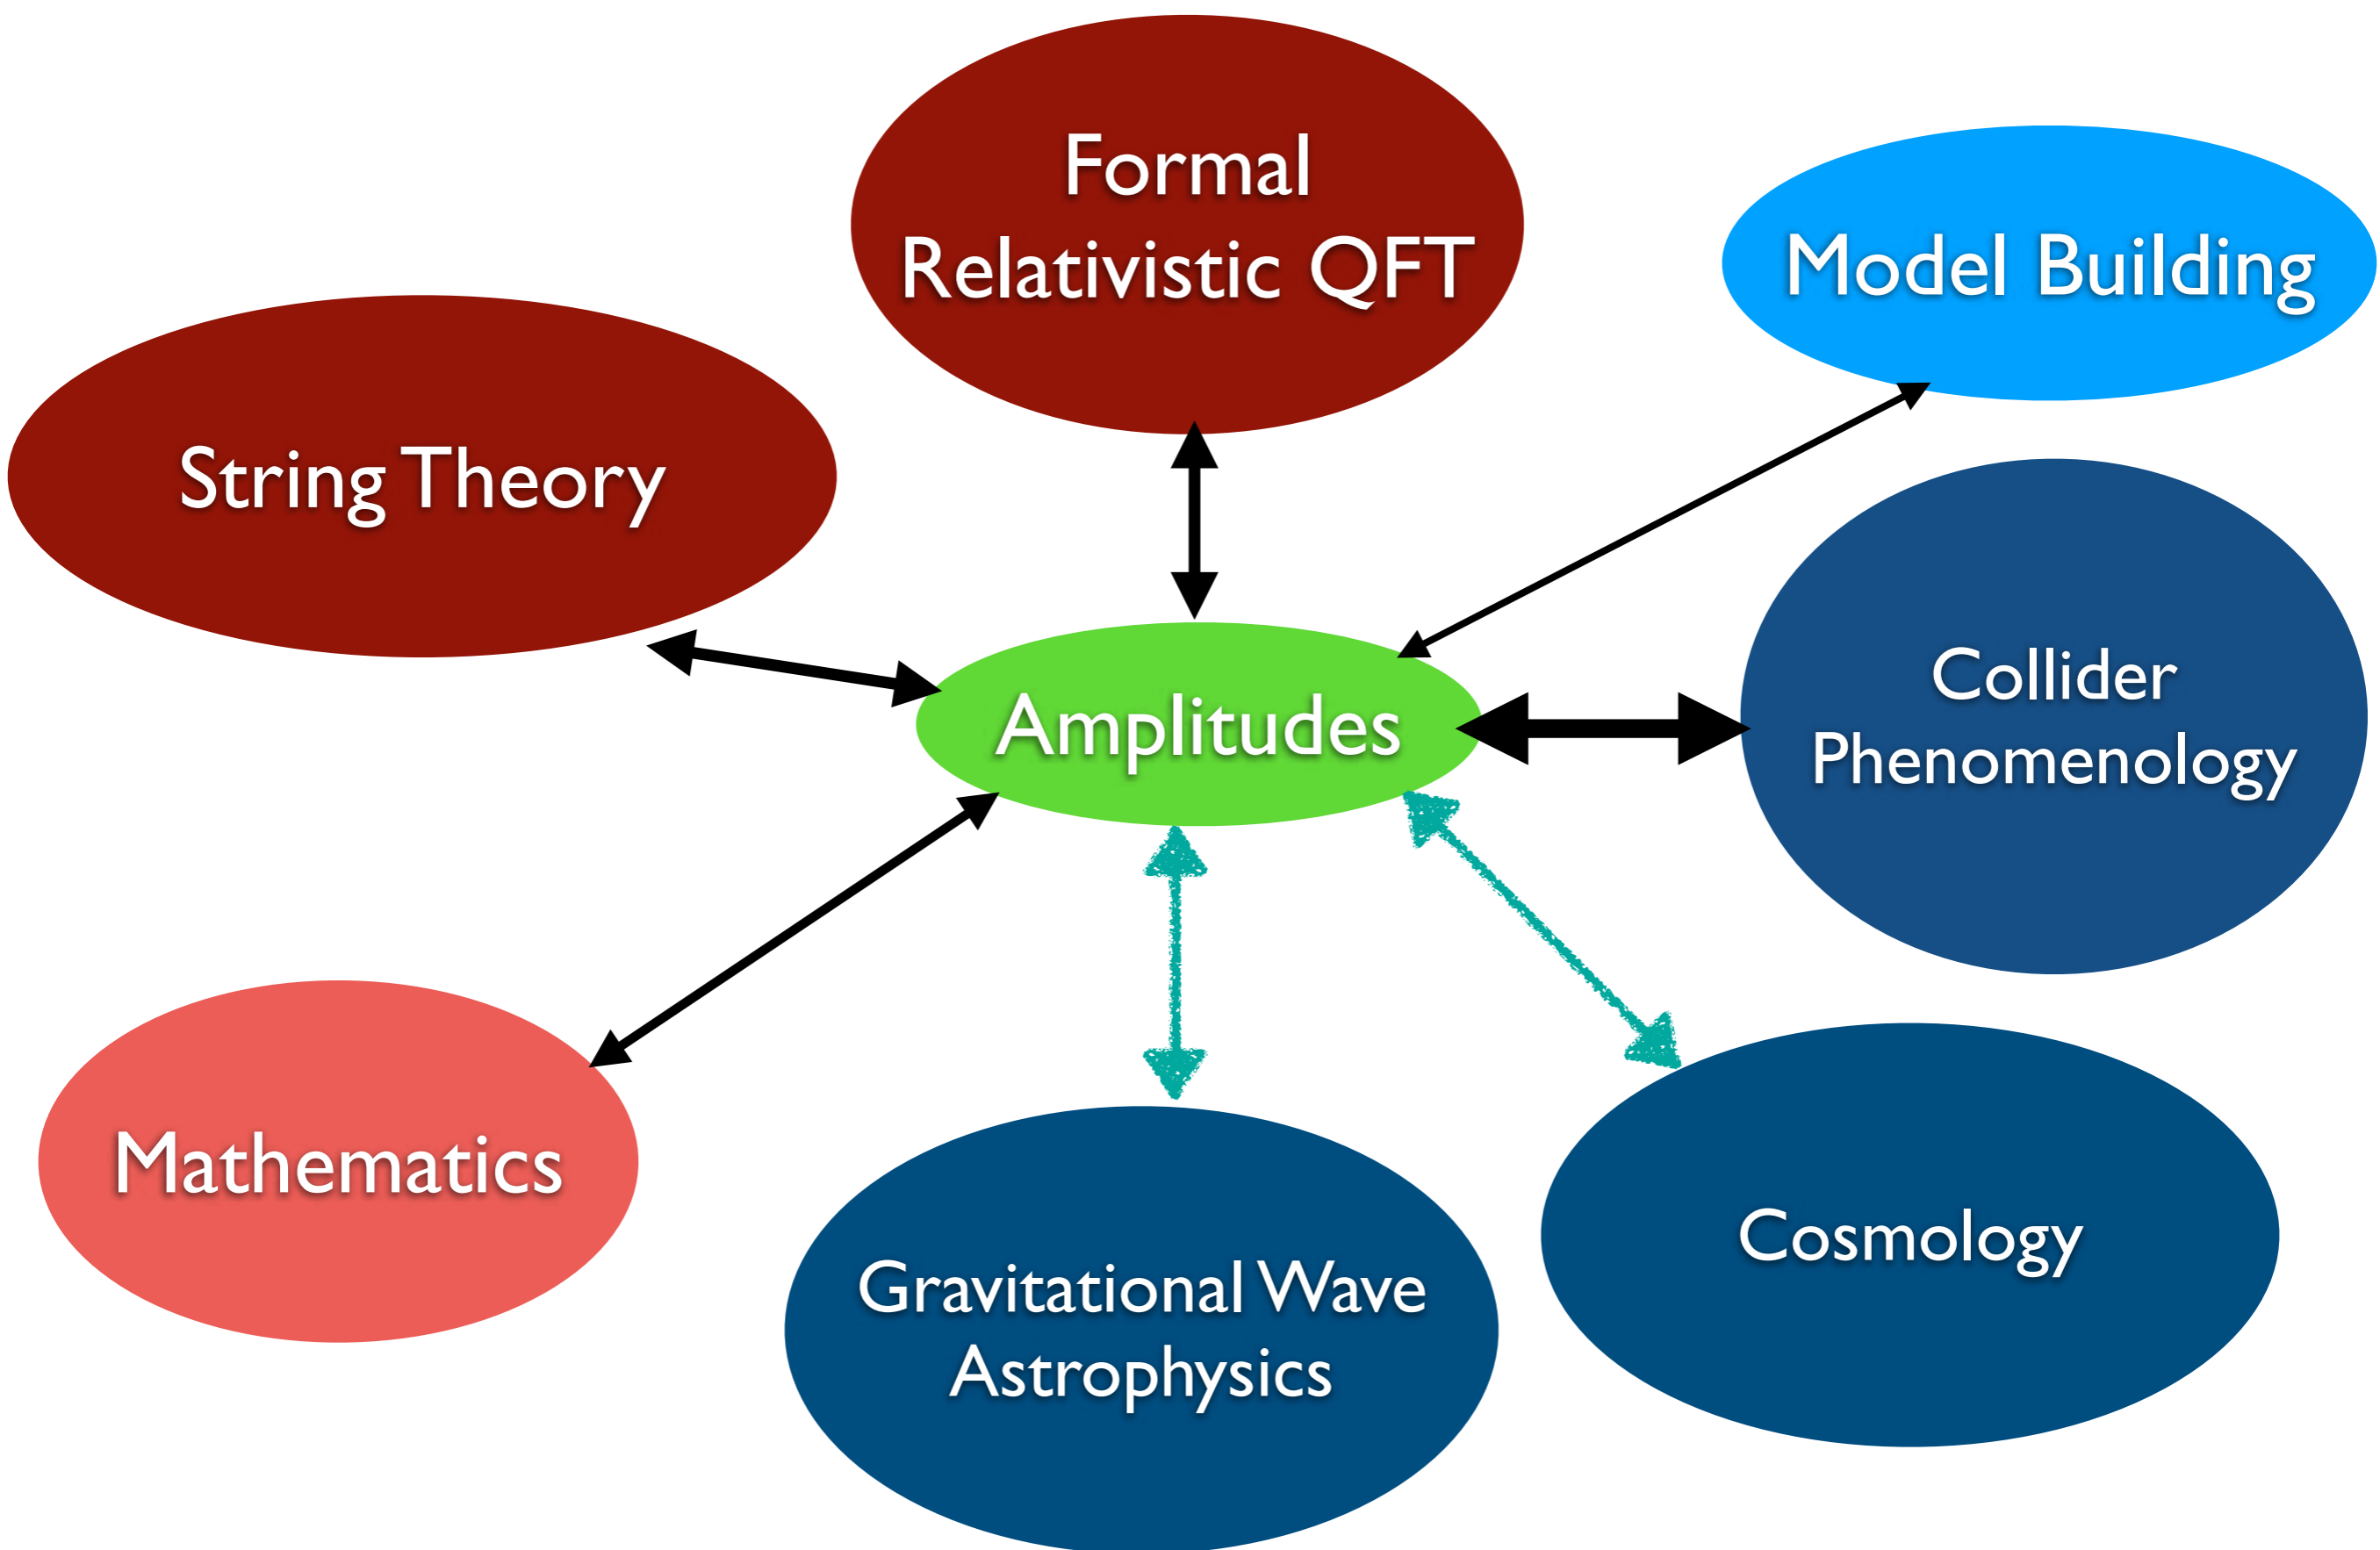 Formal
Relativistic QFT
Model Building
String Theory
Collider
Phenomenology
Amplitudes
Mathematics
Gravitational Wave
Astrophysics
Cosmology